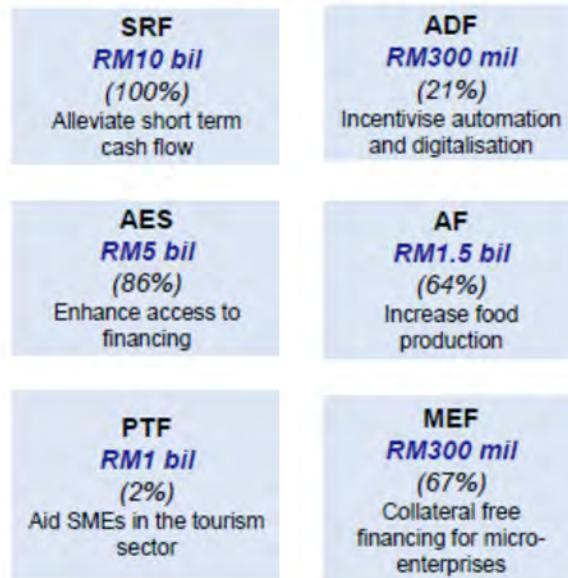 SRF
RM10 bil
(100%)
Alleviate short term
cash flow
ADF
RM300 mil
(21%)
Incentivise automation
and digitalisation
AES
RM5 bil
(86%)
Enhance access to
financing
AF
RM1.5 bil
(64%)
Increase food
production
PTF
RM1 bil
(2%)
Aid SMEs in the tourism
sector
MEF
RM300 mil
(67%)
Collateral free
financing for micro-
enterprises